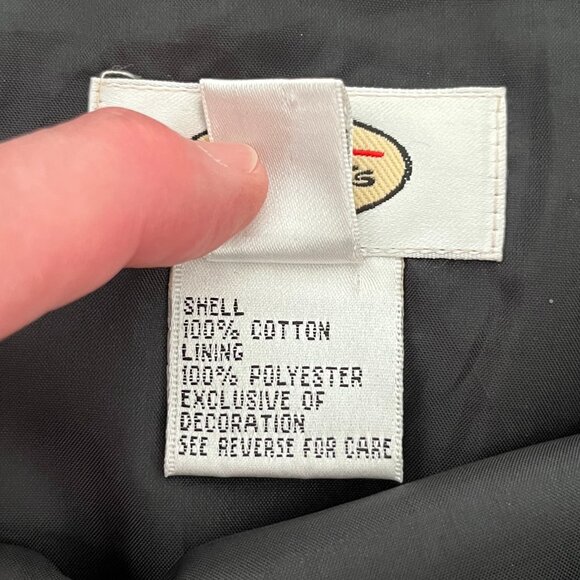 SHELL
100% COTTON
LINING
100% POLYESTER
EXCLUSIVE OF
DECORATION
SEE REVERSE FOR CARE